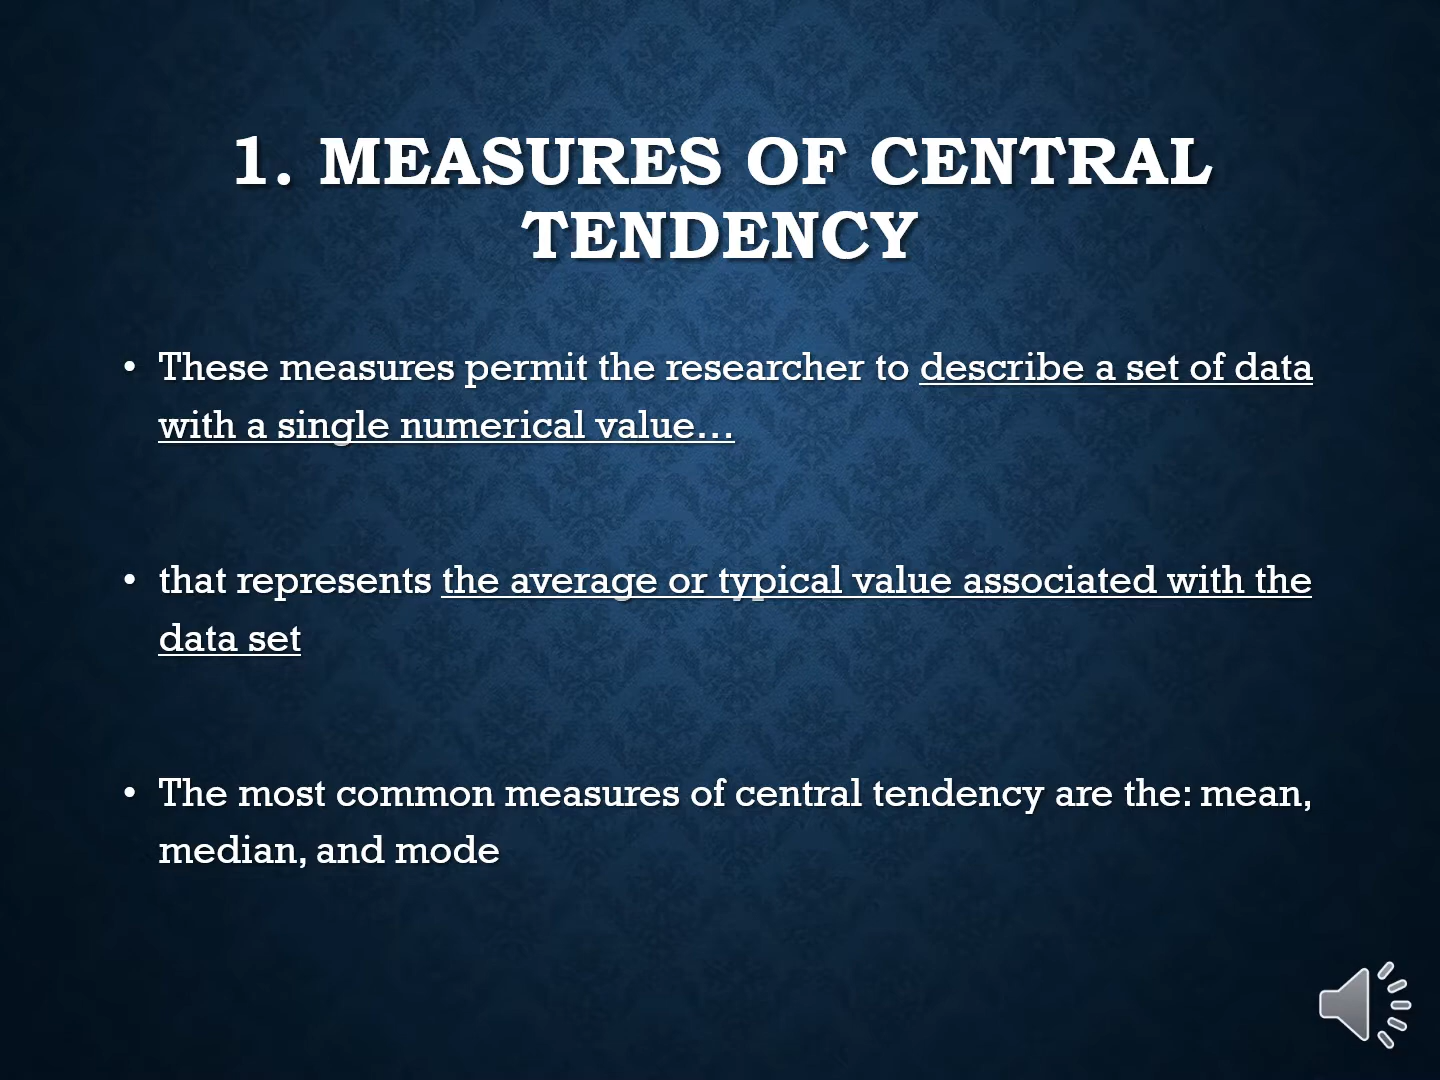 1. MEASURES OF CENTRAL
TENDENCY
• These measures permit the researcher to describe a set of data
with a single numerical value…
• that represents the average or typical value associated with the
data set
• The most common measures of central tendency are the: mean,
median, and mode